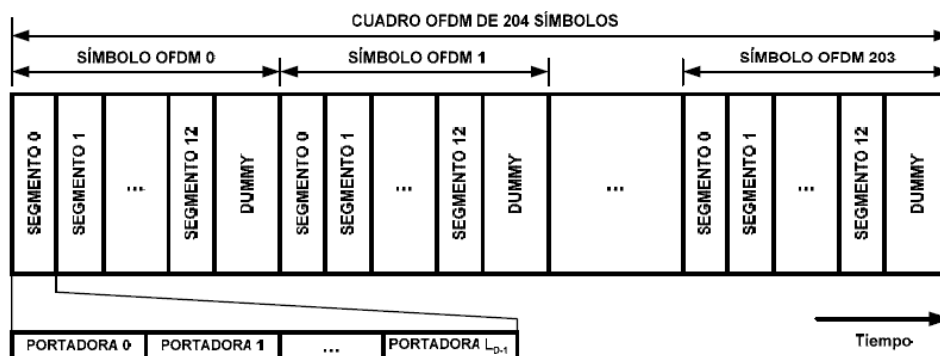 CUADRO OFDM DE 204 SÍMBOLOS
SÍMBOLO OFDM 0 SÍMBOLO OFDM 1 SÍMBOLO OFDM 203
SEGMENTO 0
SEGMENTO 1
...
SEGMENTO 12
DUMMY
SEGMENTO 0
SEGMENTO 1
...
SEGMENTO 12
DUMMY
...
SEGMENTO 0
SEGMENTO 1
...
SEGMENTO 12
DUMMY
PORTADORA 0 PORTADORA 1 ... PORTADORA L_D-1
Tiempo